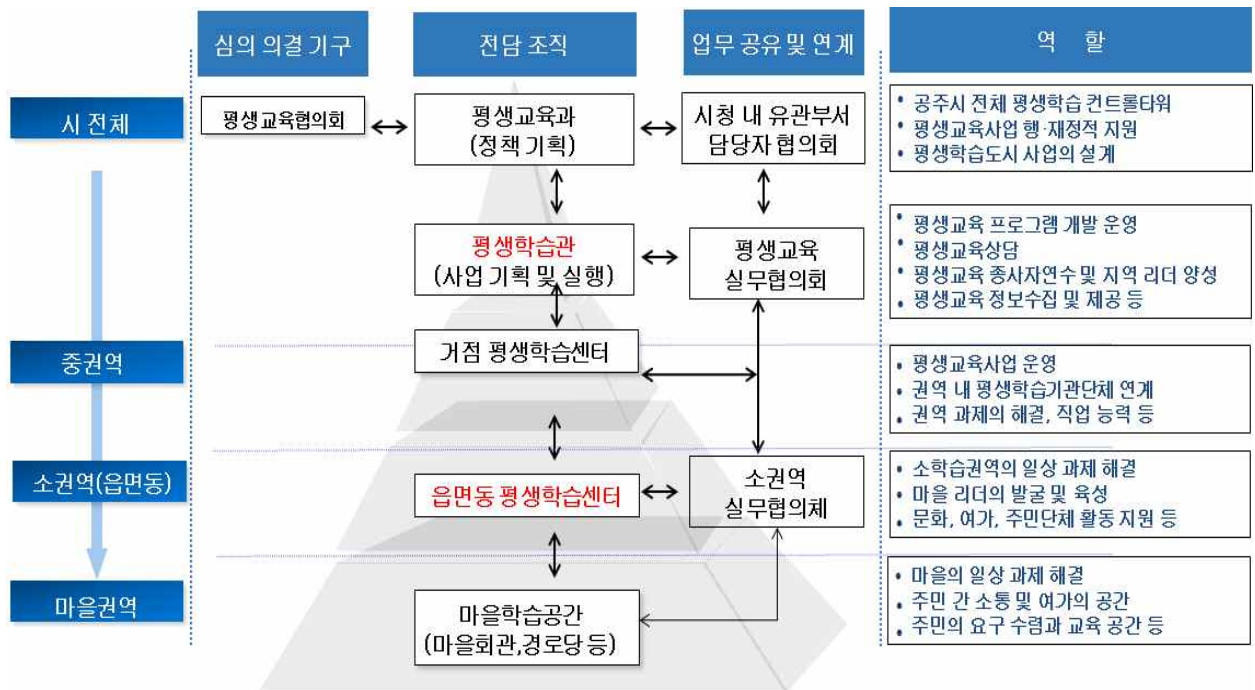 심의 의결 기구
전담 조직
업무 공유 및 연계
역 할
시 전체
평생교육협의회
평생교육과
(정책 기획)
시청 내 유관부서
담당자 협의회
• 공주시 전체 평생학습 컨트롤타워
• 평생교육사업 행·재정적 지원
• 평생학습도시 사업의 설계
평생학습관
(사업 기획 및 실행)
평생교육
실무협의회
• 평생교육 프로그램 개발 운영
• 평생교육상담
• 평생교육 종사자연수 및 지역 리더 양성
• 평생교육 정보수집 및 제공 등
중권역
거점 평생학습센터
• 평생교육사업 운영
• 권역 내 평생학습기관단체 연계
• 권역 과제의 해결, 직업 능력 등
소권역(읍면동)
읍면동 평생학습센터
소권역
실무협의체
• 소학습권역의 일상 과제 해결
• 마을 리더의 발굴 및 육성
• 문화, 여가, 주민단체 활동 지원 등
마을권역
마을학습공간
(마을회관,경로당 등)
• 마을의 일상 과제 해결
• 주민 간 소통 및 여가의 공간
• 주민의 요구 수렴과 교육 공간 등